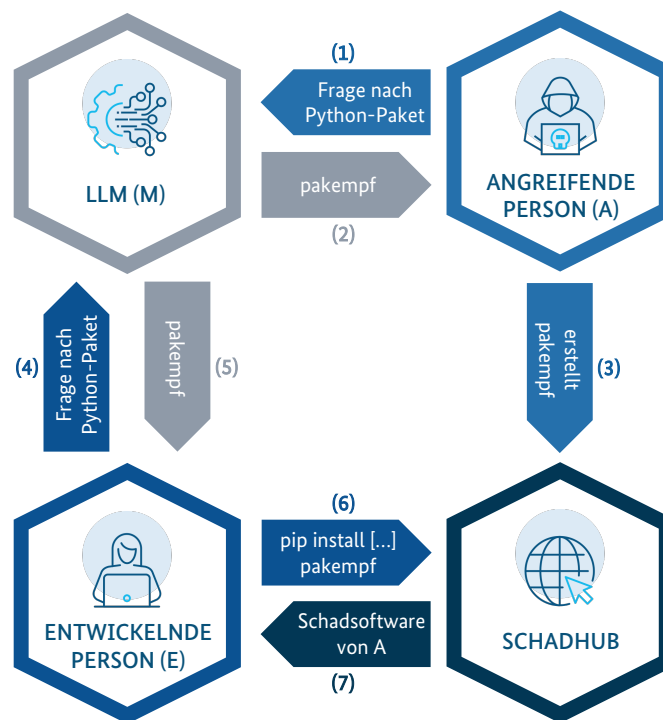 (1)
Frage nach
Python-Paket
LLM (M)
pakempf
(2)
ANGREIFENDE
PERSON (A)
(4)
Frage nach
Python-Paket
pakempf
(5)
erstellt
pakempf
(3)
(6)
pip install [...]
pakempf
ENTWICKELNDE
PERSON (E)
Schadsoftware
von A
(7)
SCHADHUB